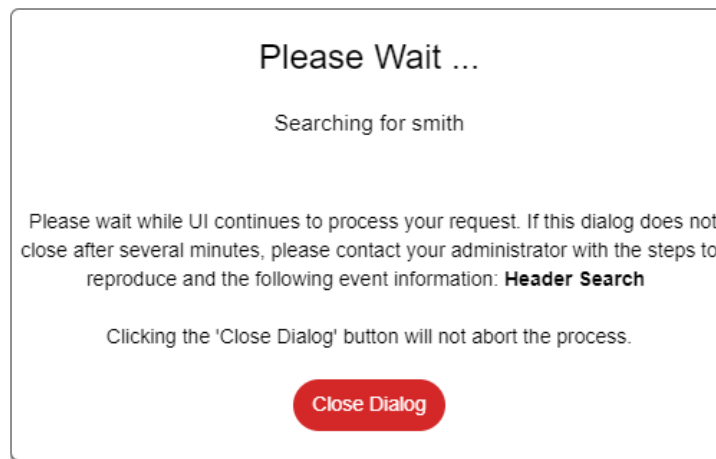 Please Wait ...
Searching for smith
Please wait while UI continues to process your request. If this dialog does not
close after several minutes, please contact your administrator with the steps to
reproduce and the following event information: Header Search
Clicking the 'Close Dialog' button will not abort the process.
Close Dialog